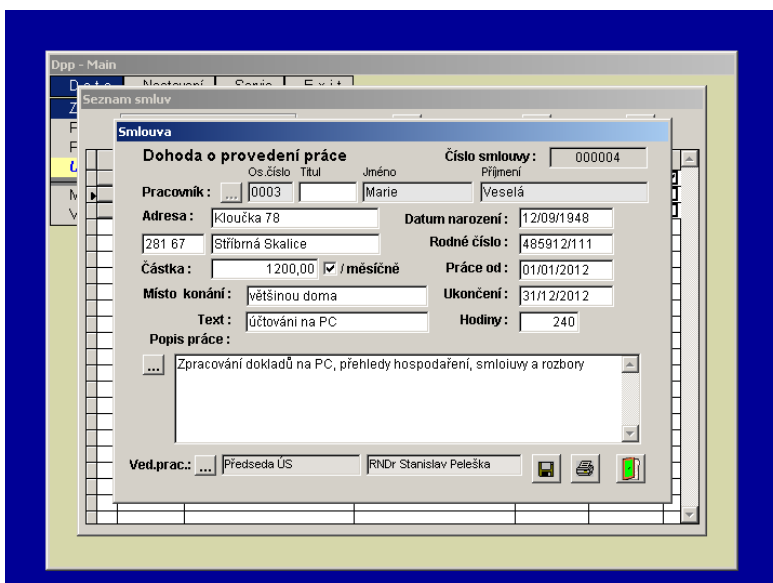 Dpp - Main
Seznam smluv
Smlouva
Dohoda o provedení práce Číslo smlouvy: 000004
Os.číslo Titul Jméno Příjmení
Pracovník: ... 0003 Marie Veselá
Adresa: Kloučka 78 Datum narození: 12/09/1948
281 67 Stříbrná Skalice Rodné číslo: 485912/111
Částka: 1200,00 / měsíčně Práce od: 01/01/2012
Místo konání: většinou doma Ukončení: 31/12/2012
Text: účtováni na PC Hodiny: 240
Popis práce:
... Zpracování dokladů na PC, přehledy hospodaření, smloiuvy a rozbory
Ved.prac.: ... Předseda ÚS RNDr Stanislav Peleška